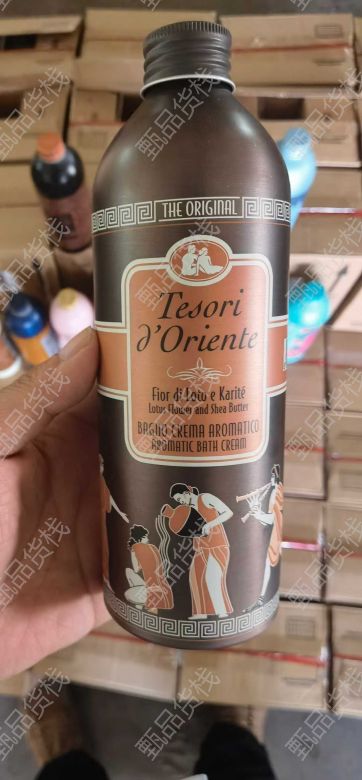 THE ORIGINAL
Tesori
d'Oriente
Fior di Loto e Karité
Lotus Flower and Shea Butter
BAGNO CREMA AROMATICO
AROMATIC BATH CREAM
甄品货栈